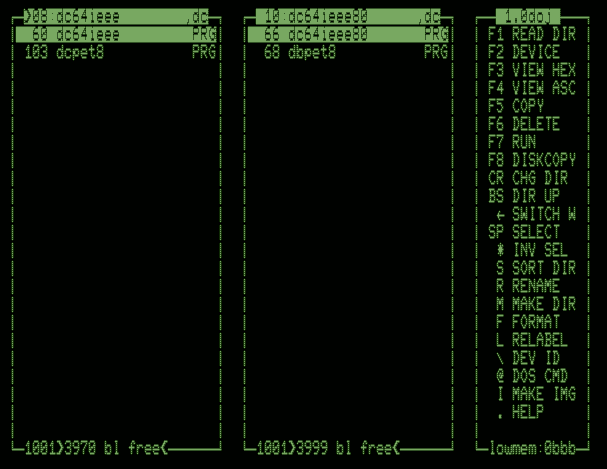 >08:dc64ieee ,dc
60 dc64ieee PRG
103 dcpet8 PRG
1001>3970 bl free<
10:dc64ieee80 ,dc
66 dc64ieee80 PRG
68 dbpet8 PRG
1001>3999 bl free<
1.0doj
F1 READ DIR
F2 DEVICE
F3 VIEW HEX
F4 VIEW ASC
F5 COPY
F6 DELETE
F7 RUN
F8 DISKCOPY
CR CHG DIR
BS DIR UP
← SWITCH W
SP SELECT
* INV SEL
S SORT DIR
R RENAME
M MAKE DIR
F FORMAT
L RELABEL
\ DEV ID
@ DOS CMD
I MAKE IMG
. HELP
lowmem:0bbb